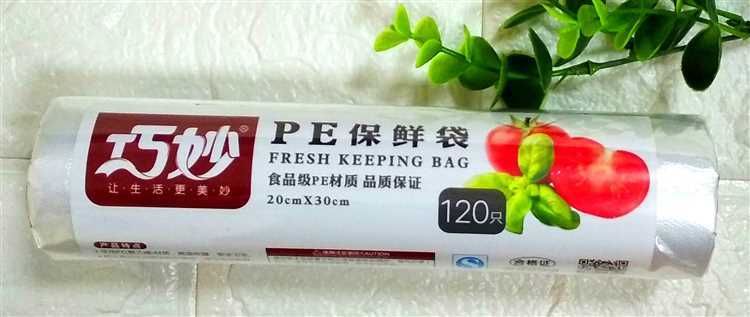 巧妙®
让·生活·更·美妙
PE保鲜袋
FRESH KEEPING BAG
食品级PE材质 品质保证
20cmX30cm
120只
产品特点
CAUTION
合格证